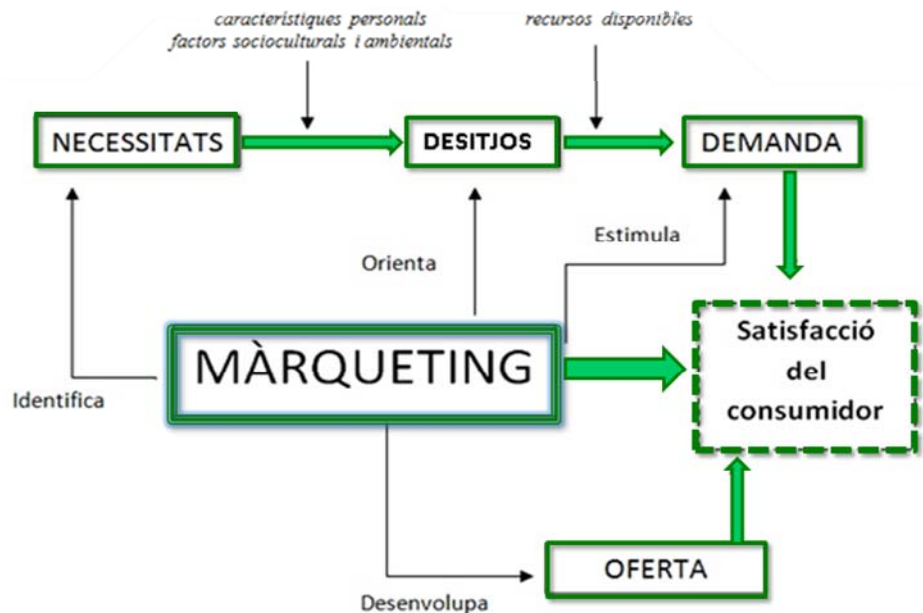 característiques personals
factors socioculturals i ambientals
recursos disponibles
NECESSITATS
DESITJOS
DEMANDA
Estimula
Orienta
MÀRQUETING
Satisfacció
del
consumidor
Identifica
OFERTA
Desenvolupa